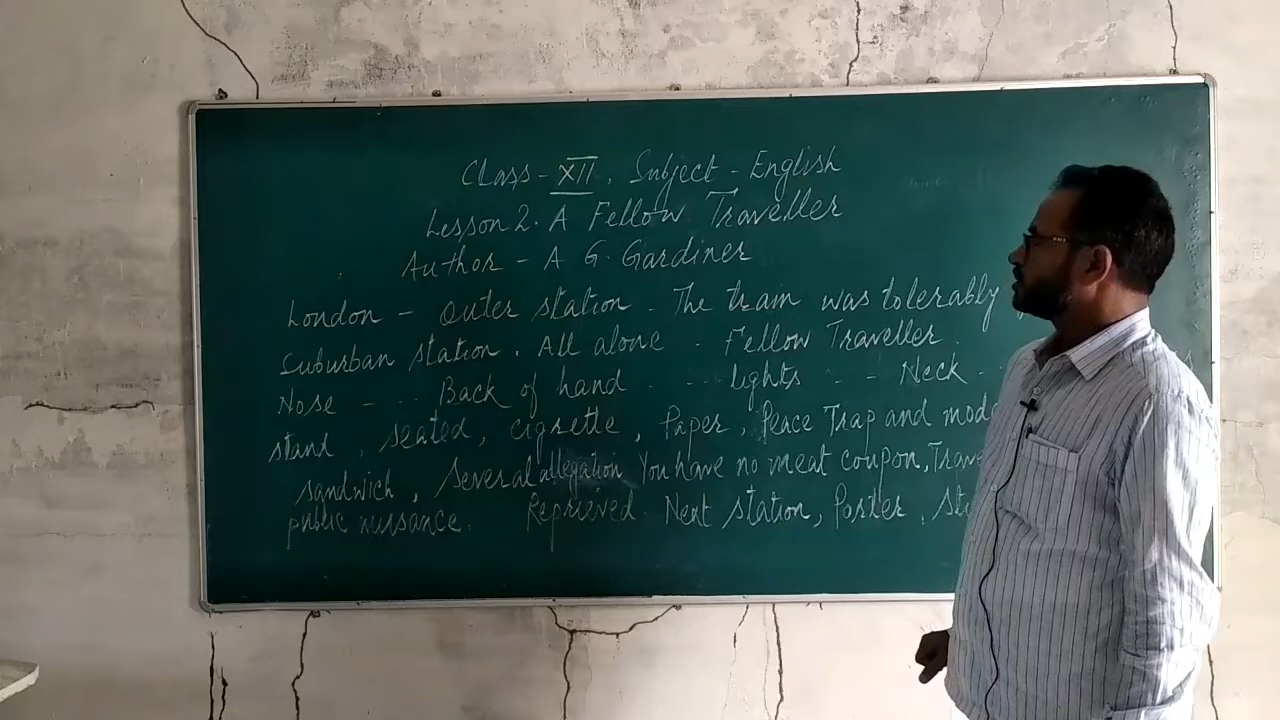 Class - XII, Subject - English
Lesson 2. A Fellow Traveller
Author - A G. Gardiner
London - Outer station. The train was tolerably
Suburban station. All alone. Fellow Traveller.
Nose - .. Back of hand .. lights .. Neck ..
stand, seated, cigrette, Paper, Peace Trap and
sandwich, Several allegation, You have no meat coupon,
public nuisance. Reprieved. Next station, Porter,